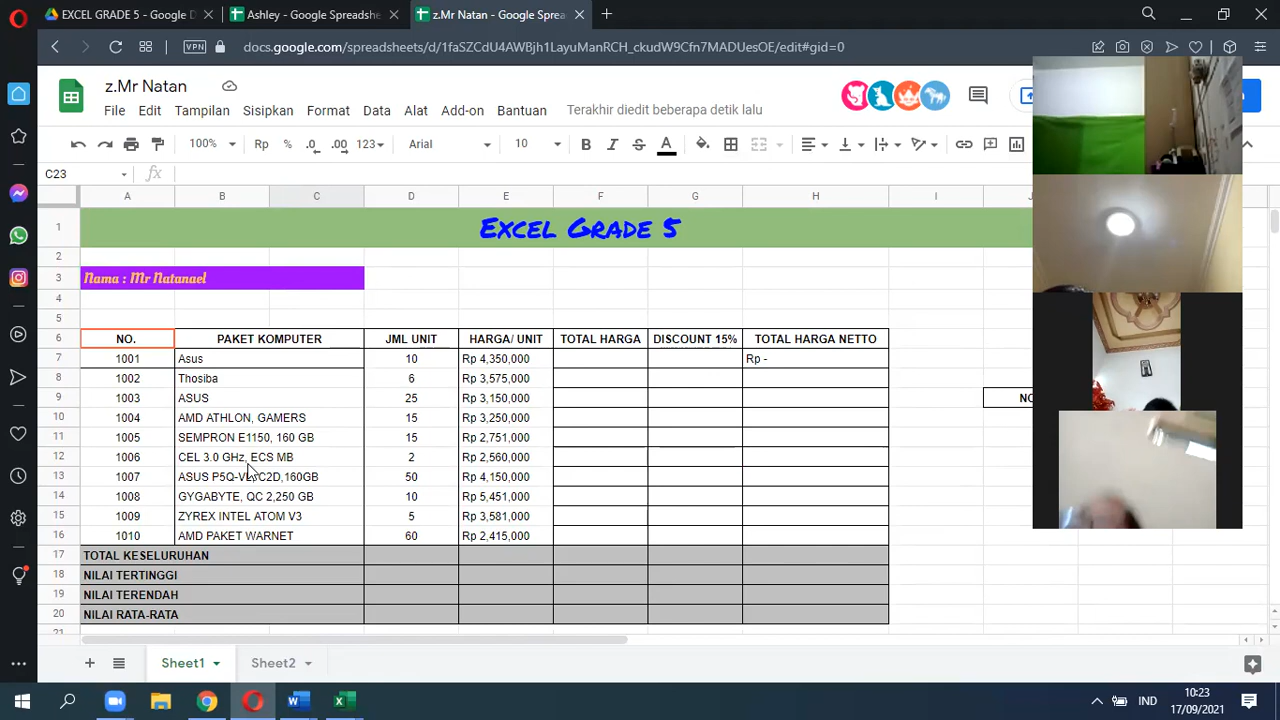 EXCEL GRADE 5 - Google D
Ashley - Google Spreadshe
z.Mr Natan - Google Sprea
VPN
docs.google.com/spreadsheets/d/1faSZCdU4AWBjh1LayuManRCH_ckudW9Cfn7MADUesOE/edit#gid=0
z.Mr Natan
File Edit Tampilan Sisipkan Format Data Alat Add-on Bantuan Terakhir diedit beberapa detik lalu
100% Rp % .0 .00 123 Arial 10 B I S A
C23 fx
A B C D E F G H I J
1 Excel Grade 5
2
3 Nama : Mr Natanael
4
5
6 NO. PAKET KOMPUTER JML UNIT HARGA/ UNIT TOTAL HARGA DISCOUNT 15% TOTAL HARGA NETTO
7 1001 Asus 10 Rp 4,350,000 Rp -
8 1002 Thosiba 6 Rp 3,575,000
9 1003 ASUS 25 Rp 3,150,000 NO
10 1004 AMD ATHLON, GAMERS 15 Rp 3,250,000
11 1005 SEMPRON E1150, 160 GB 15 Rp 2,751,000
12 1006 CEL 3.0 GHz, ECS MB 2 Rp 2,560,000
13 1007 ASUS P5Q-VL C2D,160GB 50 Rp 4,150,000
14 1008 GYGABYTE, QC 2,250 GB 10 Rp 5,451,000
15 1009 ZYREX INTEL ATOM V3 5 Rp 3,581,000
16 1010 AMD PAKET WARNET 60 Rp 2,415,000
17 TOTAL KESELURUHAN
18 NILAI TERTINGGI
19 NILAI TERENDAH
20 NILAI RATA-RATA
21
Sheet1 Sheet2
IND
10:23
17/09/2021